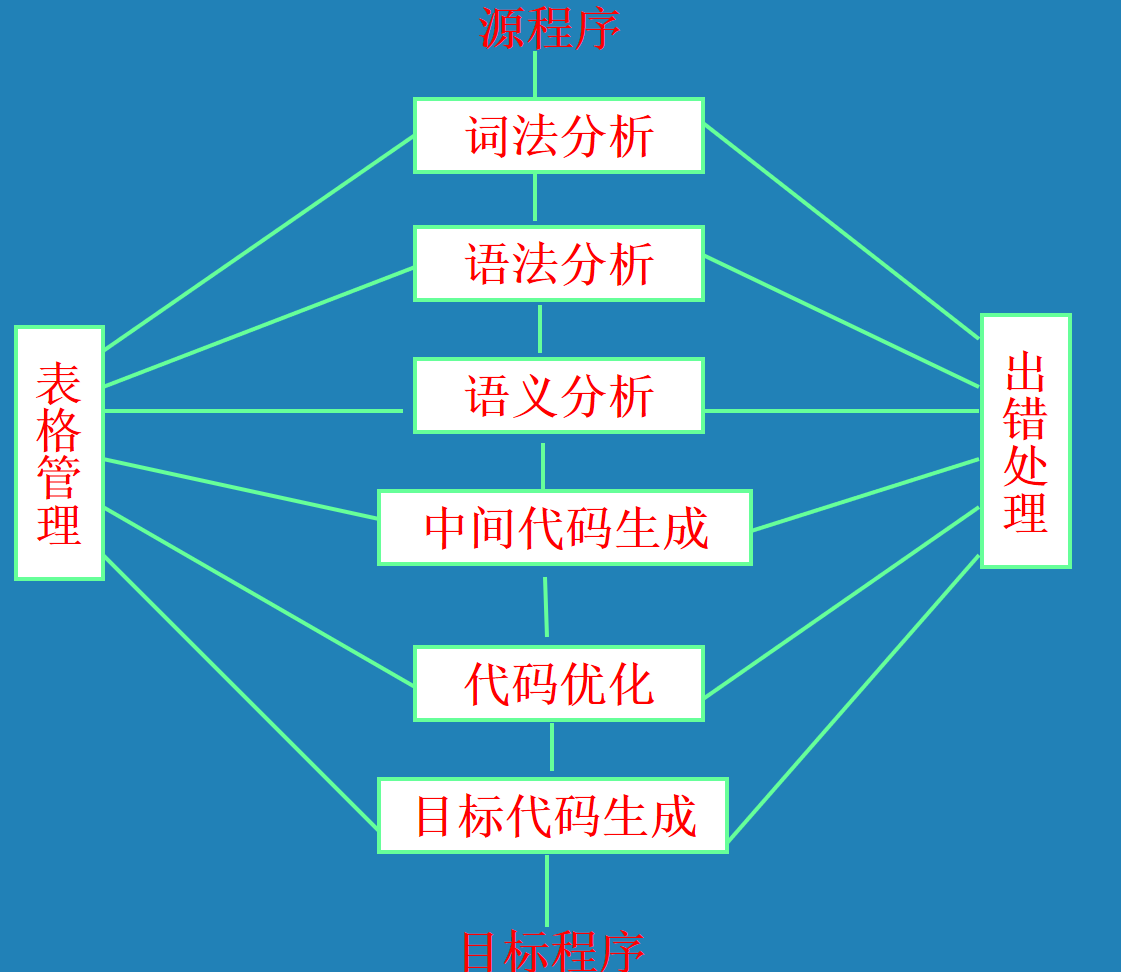 源程序
词法分析
语法分析
语义分析
表格管理
出错处理
中间代码生成
代码优化
目标代码生成
目标程序